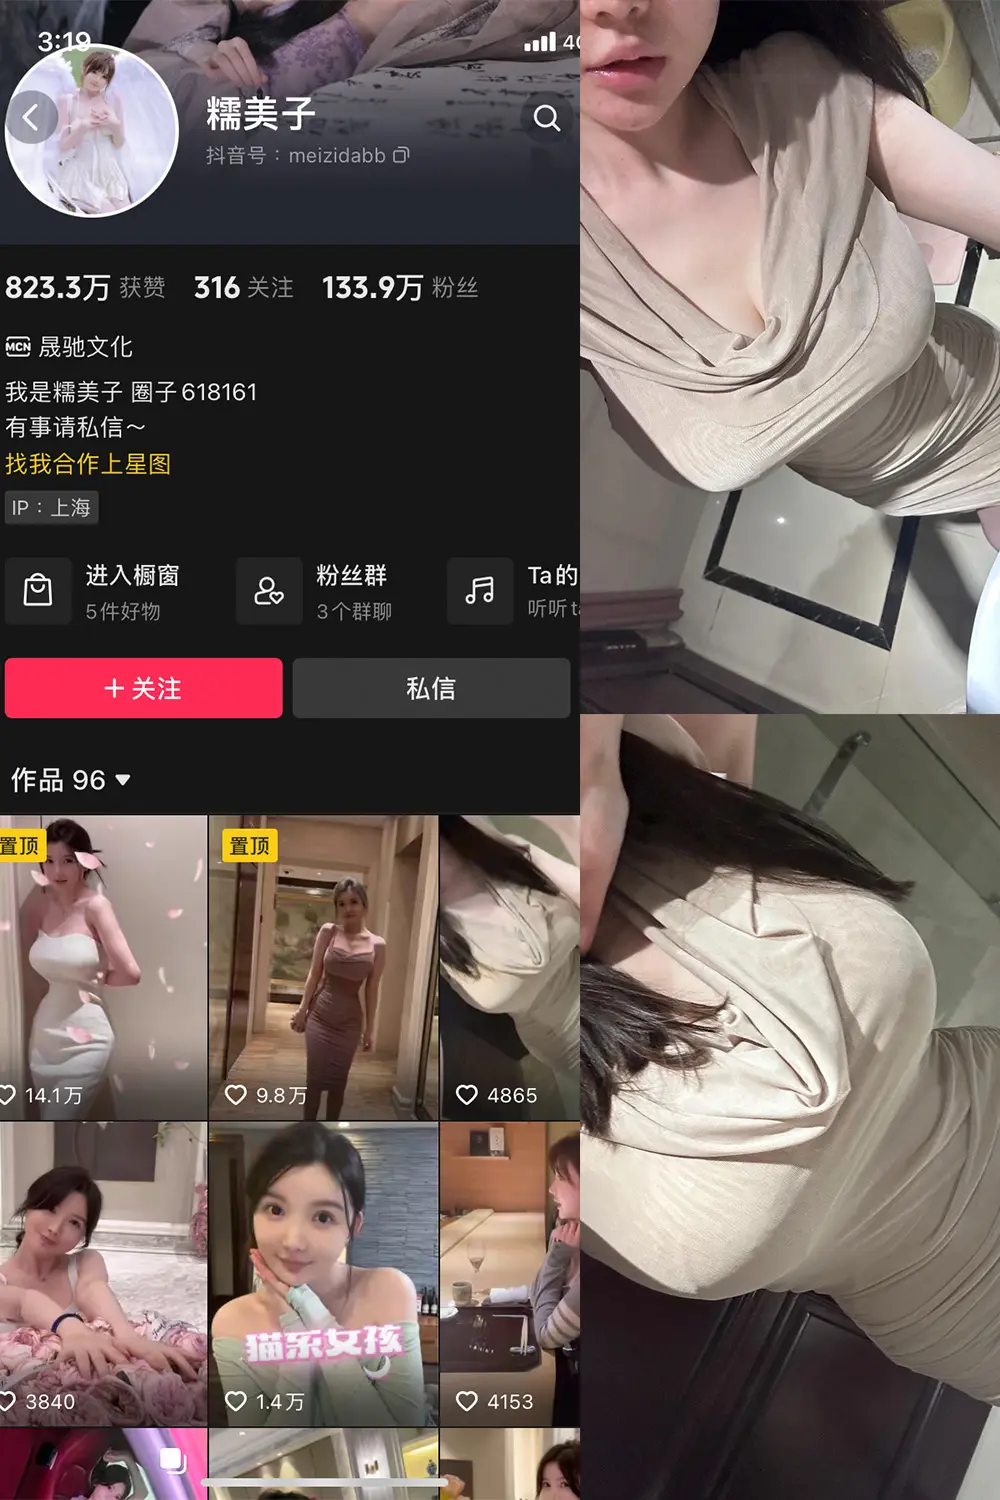 3:19
4G
糯美子
抖音号：meizidabb
823.3万 获赞 316 关注 133.9万 粉丝
MCN 晟驰文化
我是糯美子 圈子618161
有事请私信～
找我合作上星图
IP：上海
进入橱窗
5件好物
粉丝群
3个群聊
Ta的
听听
+ 关注
私信
作品 96
置顶
置顶
14.1万
9.8万
4865
猫系女孩
3840
1.4万
4153